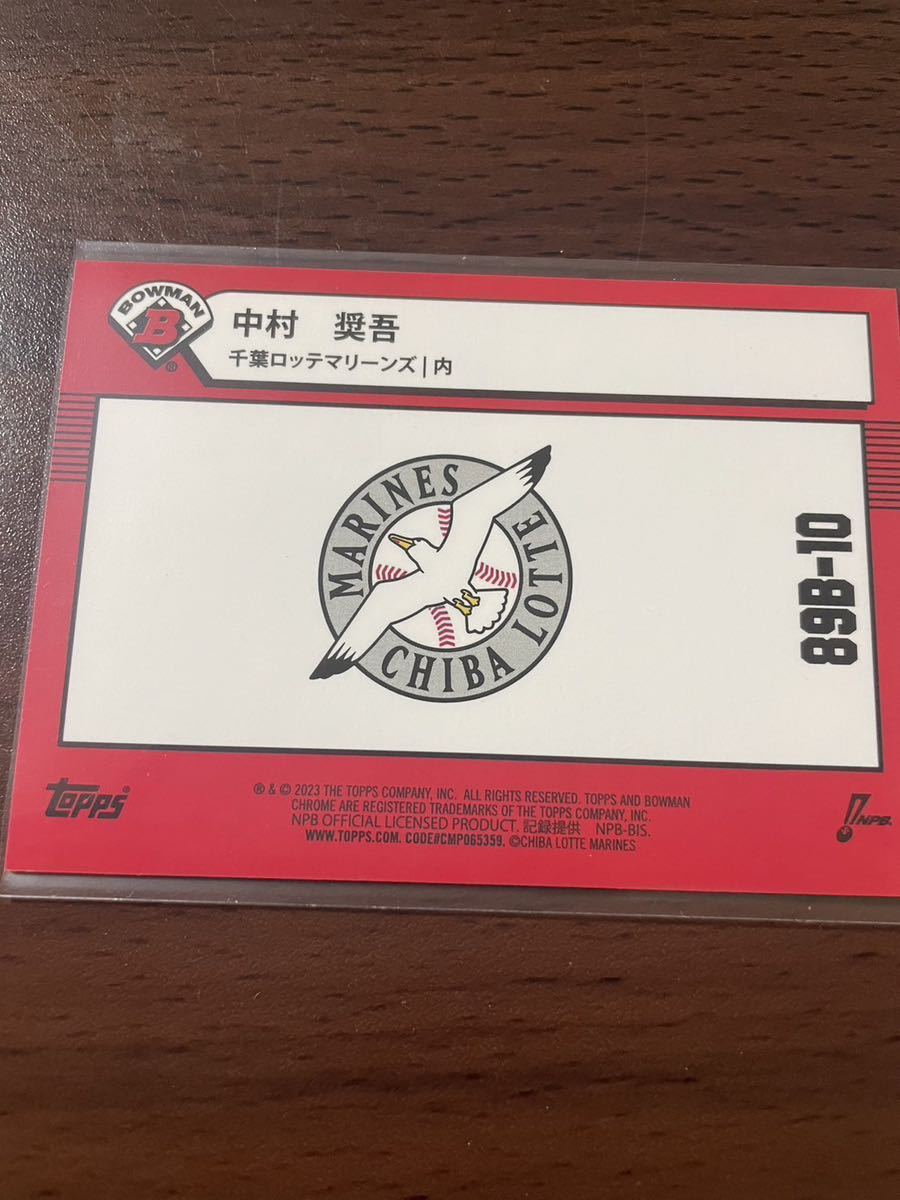 BOWMAN
B
®
中村 奨吾
千葉ロッテマリーンズ|内
MARINES
CHIBA LOTTE
89B-10
topps®
® & © 2023 THE TOPPS COMPANY, INC. ALL RIGHTS RESERVED. TOPPS AND BOWMAN
CHROME ARE REGISTERED TRADEMARKS OF THE TOPPS COMPANY, INC.
NPB OFFICIAL LICENSED PRODUCT. 記録提供 NPB-BIS.
WWW.TOPPS.COM. CODE#CMP065359. ©CHIBA LOTTE MARINES
NPB.